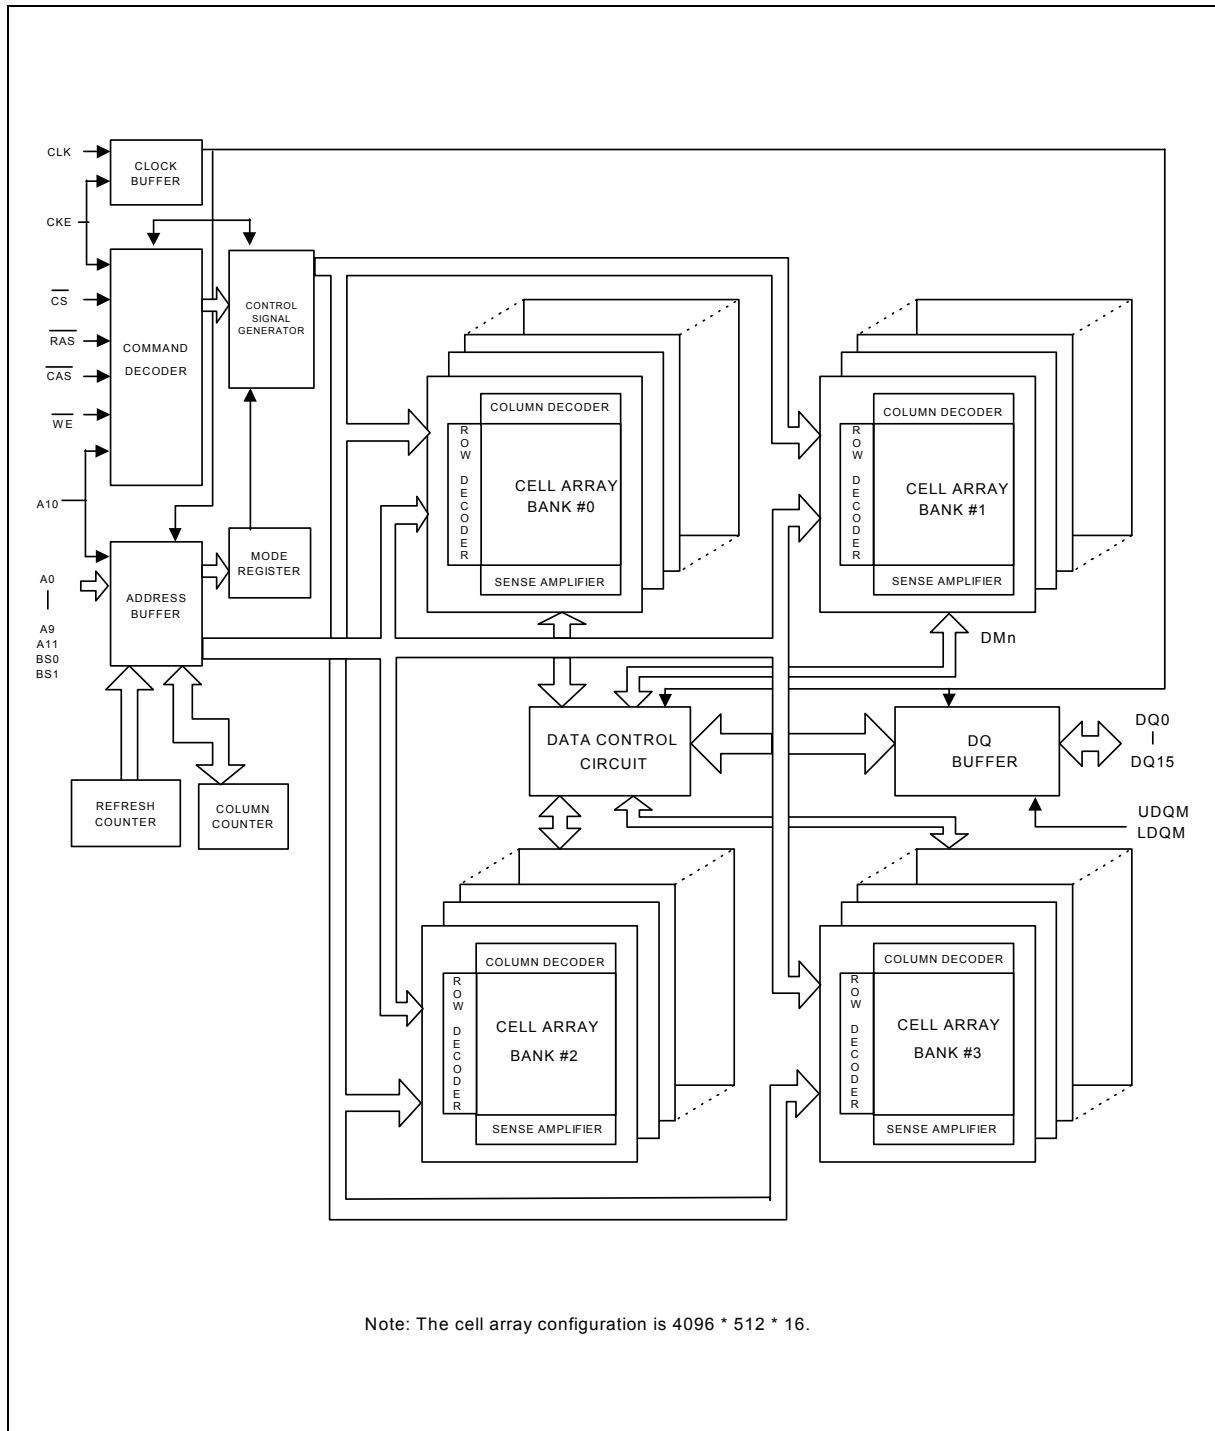 CLK
CLOCK
BUFFER
CKE
CS
RAS
CAS
WE
A10
COMMAND
DECODER
CONTROL
SIGNAL
GENERATOR
MODE
REGISTER
A0
A9
A11
BS0
BS1
ADDRESS
BUFFER
REFRESH
COUNTER
COLUMN
COUNTER
COLUMN DECODER
ROW DECODER
CELL ARRAY
BANK #0
SENSE AMPLIFIER
COLUMN DECODER
ROW DECODER
CELL ARRAY
BANK #1
SENSE AMPLIFIER
DMn
DATA CONTROL
CIRCUIT
DQ
BUFFER
DQ0
DQ15
UDQM
LDQM
COLUMN DECODER
ROW DECODER
CELL ARRAY
BANK #2
SENSE AMPLIFIER
COLUMN DECODER
ROW DECODER
CELL ARRAY
BANK #3
SENSE AMPLIFIER
Note: The cell array configuration is 4096 * 512 * 16.